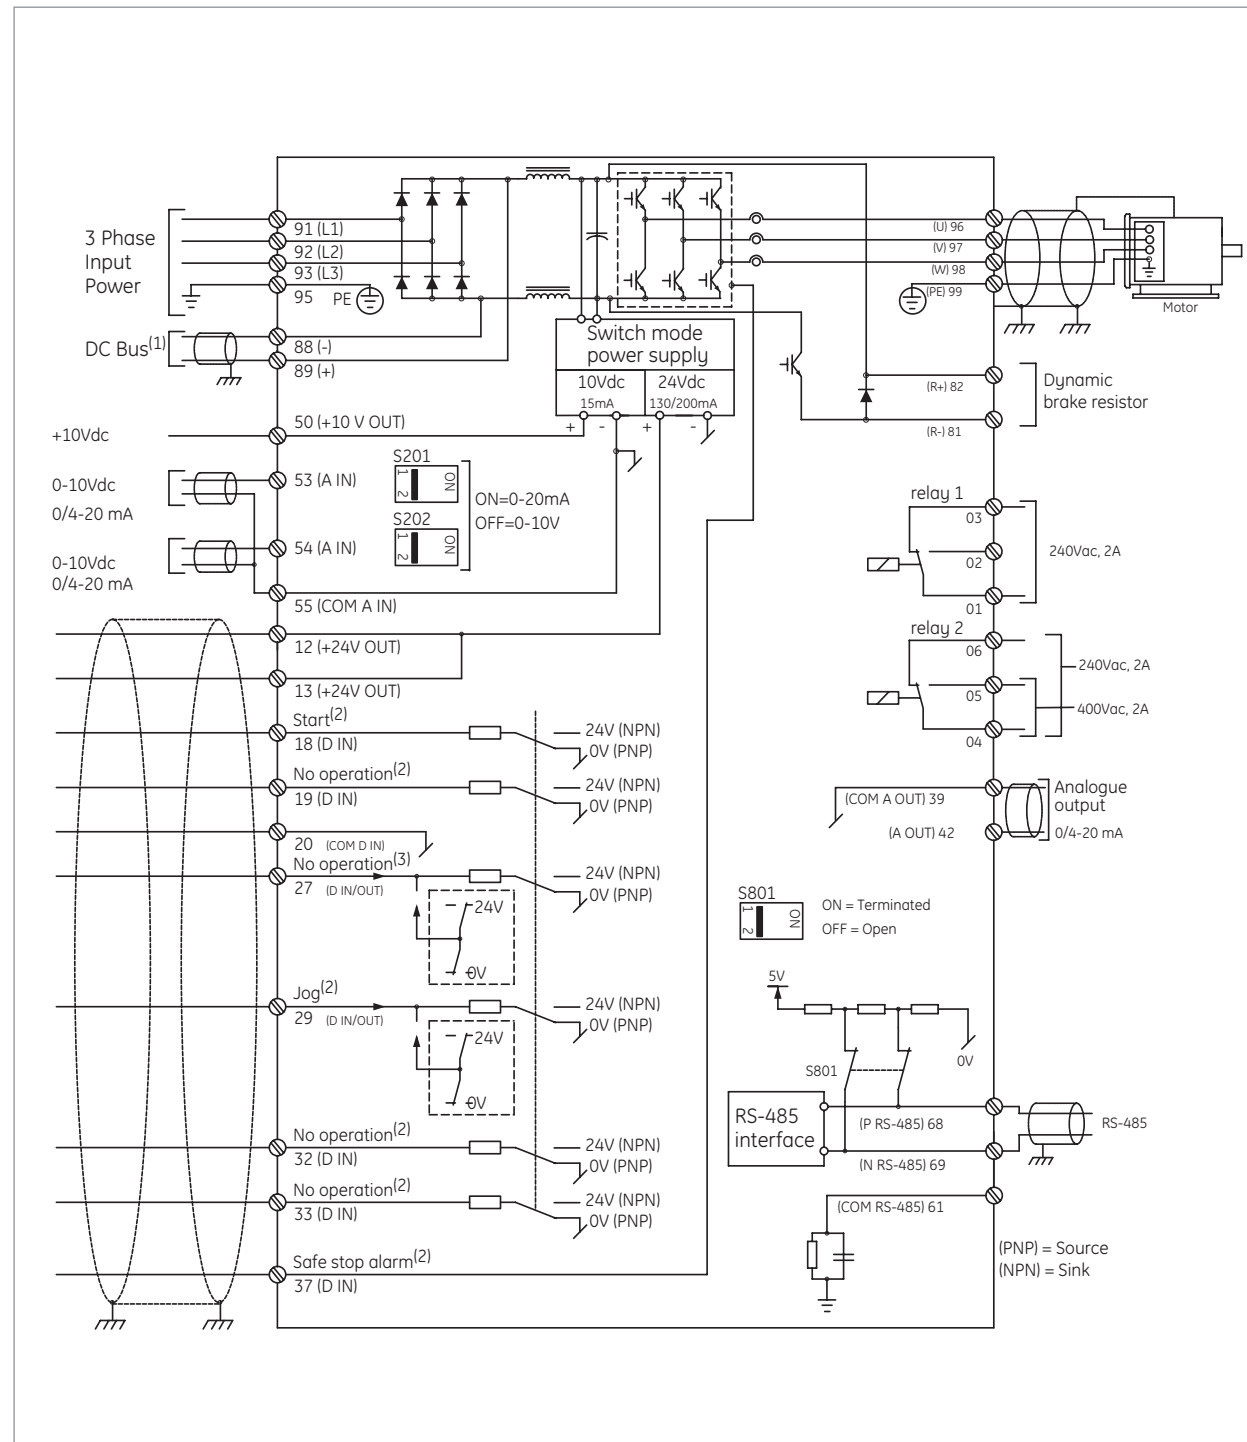 3 Phase
Input
Power
91 (L1)
92 (L2)
93 (L3)
95 PE
DC Bus(1)
88 (-)
89 (+)
+10Vdc
50 (+10 V OUT)
0-10Vdc
0/4-20 mA
53 (A IN)
S201
1 2 ON
S202
1 2 ON
ON=0-20mA
OFF=0-10V
0-10Vdc
0/4-20 mA
54 (A IN)
55 (COM A IN)
12 (+24V OUT)
13 (+24V OUT)
Start(2)
18 (D IN)
24V (NPN)
0V (PNP)
No operation(2)
19 (D IN)
24V (NPN)
0V (PNP)
20 (COM D IN)
No operation(3)
27 (D IN/OUT)
24V (NPN)
0V (PNP)
24V
0V
Jog(2)
29 (D IN/OUT)
24V (NPN)
0V (PNP)
24V
0V
No operation(2)
32 (D IN)
24V (NPN)
0V (PNP)
No operation(2)
33 (D IN)
24V (NPN)
0V (PNP)
Safe stop alarm(2)
37 (D IN)
Switch mode
power supply
10Vdc
15mA
24Vdc
130/200mA
+ - + -
(U) 96
(V) 97
(W) 98
(PE) 99
Motor
(R+) 82
(R-) 81
Dynamic
brake resistor
relay 1
03
02
01
240Vac, 2A
relay 2
06
05
04
240Vac, 2A
400Vac, 2A
(COM A OUT) 39
(A OUT) 42
Analogue
output
0/4-20 mA
S801
1 2 ON
ON = Terminated
OFF = Open
5V
S801
0V
RS-485
interface
(P RS-485) 68
(N RS-485) 69
RS-485
(COM RS-485) 61
(PNP) = Source
(NPN) = Sink